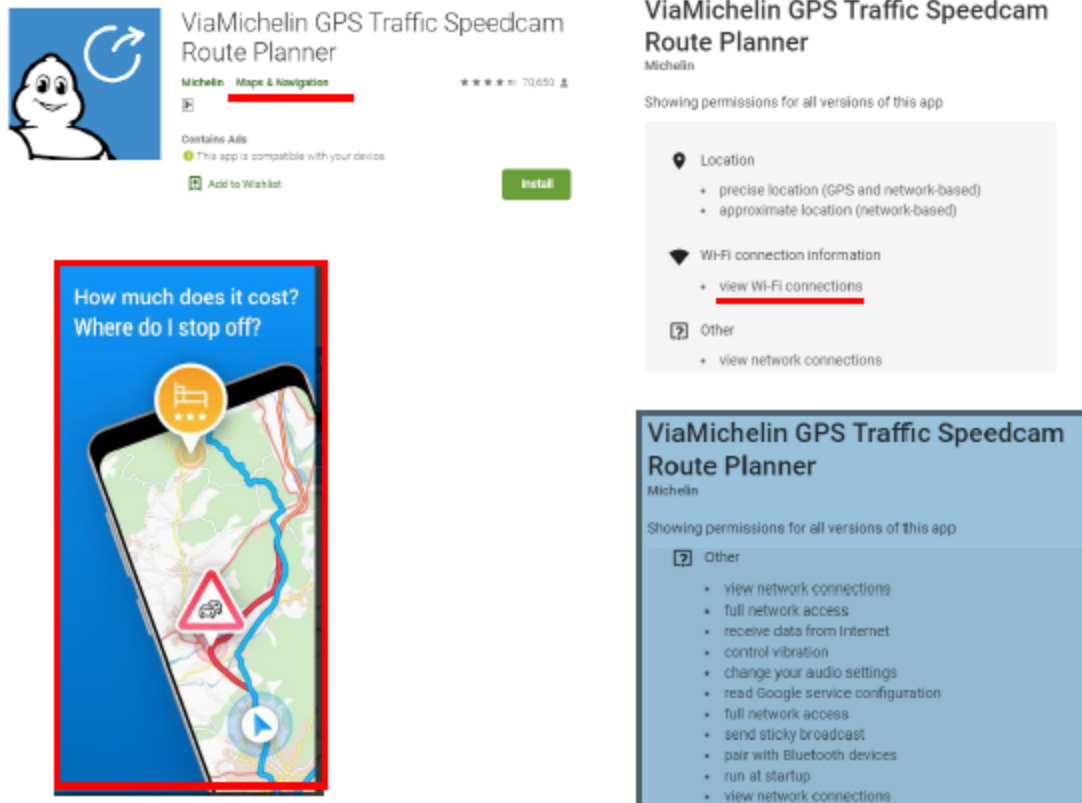 ViaMichelin GPS Traffic Speedcam
Route Planner
Michelin Maps & Navigation
70,650
Contains Ads
This app is compatible with your device.
Add to Wishlist
Install
How much does it cost?
Where do I stop off?
ViaMichelin GPS Traffic Speedcam
Route Planner
Michelin
Showing permissions for all versions of this app
Location
• precise location (GPS and network-based)
• approximate location (network-based)
Wi-Fi connection information
• view Wi-Fi connections
Other
• view network connections
ViaMichelin GPS Traffic Speedcam
Route Planner
Michelin
Showing permissions for all versions of this app
Other
• view network connections
• full network access
• receive data from Internet
• control vibration
• change your audio settings
• read Google service configuration
• full network access
• send sticky broadcast
• pair with Bluetooth devices
• run at startup
• view network connections